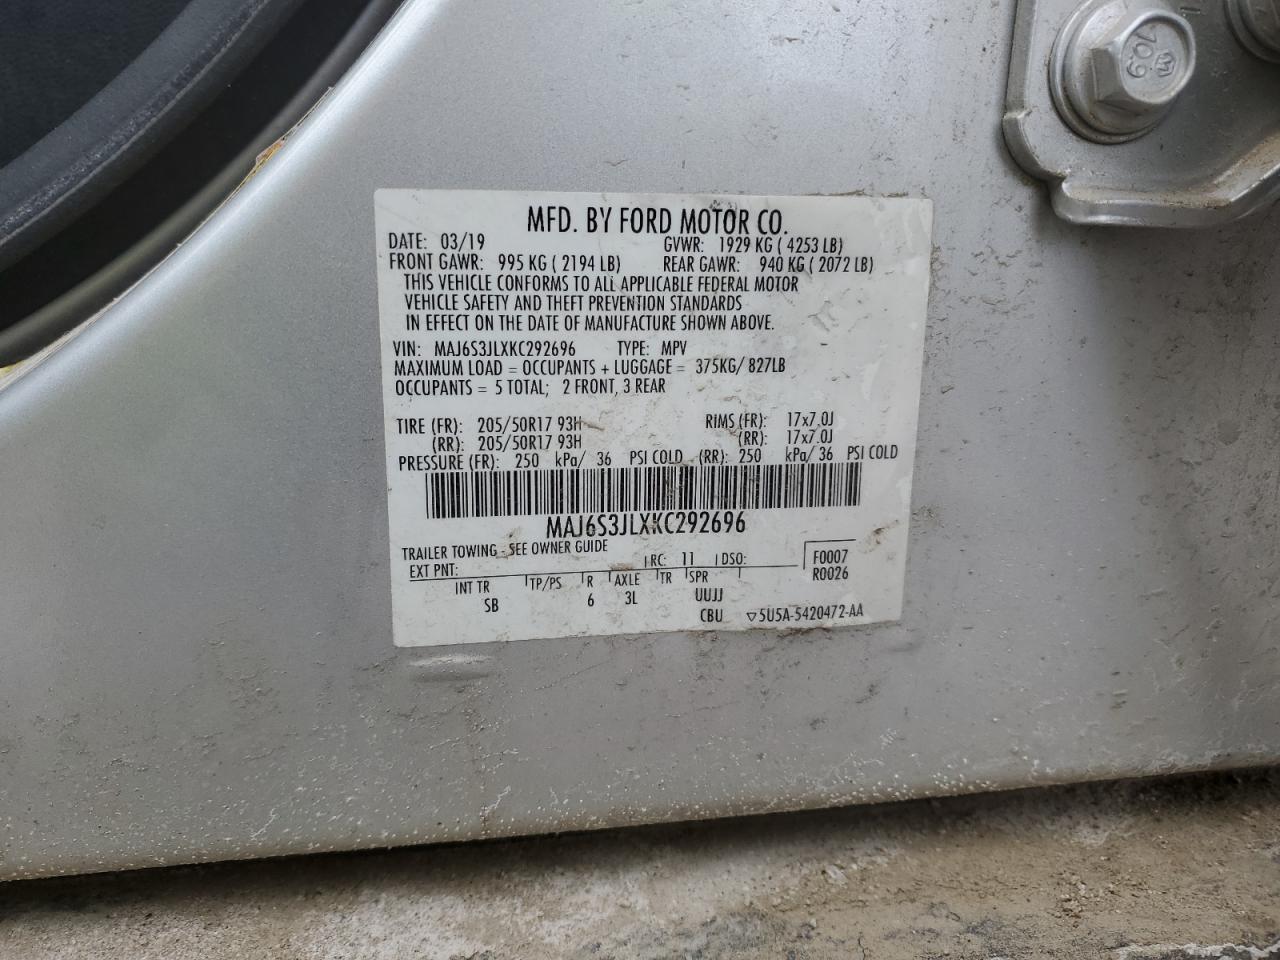 10.9
MFD. BY FORD MOTOR CO.
DATE: 03/19 GVWR: 1929 KG ( 4253 LB)
FRONT GAWR: 995 KG ( 2194 LB) REAR GAWR: 940 KG ( 2072 LB)
THIS VEHICLE CONFORMS TO ALL APPLICABLE FEDERAL MOTOR
VEHICLE SAFETY AND THEFT PREVENTION STANDARDS
IN EFFECT ON THE DATE OF MANUFACTURE SHOWN ABOVE.
VIN: MAJ6S3JLXKC292696 TYPE: MPV
MAXIMUM LOAD = OCCUPANTS + LUGGAGE = 375KG/ 827LB
OCCUPANTS = 5 TOTAL; 2 FRONT, 3 REAR
TIRE (FR): 205/50R17 93H RIMS (FR): 17x7.0J
(RR): 205/50R17 93H (RR): 17x7.0J
PRESSURE (FR): 250 kPa/ 36 PSI COLD (RR): 250 kPa/ 36 PSI COLD
MAJ6S3JLXKC292696
TRAILER TOWING - SEE OWNER GUIDE
EXT PNT: RC: 11 DSO: F0007
R0026
INT TR TP/PS R AXLE TR SPR
SB 6 3L UUJJ
CBU ▽5U5A-5420472-AA